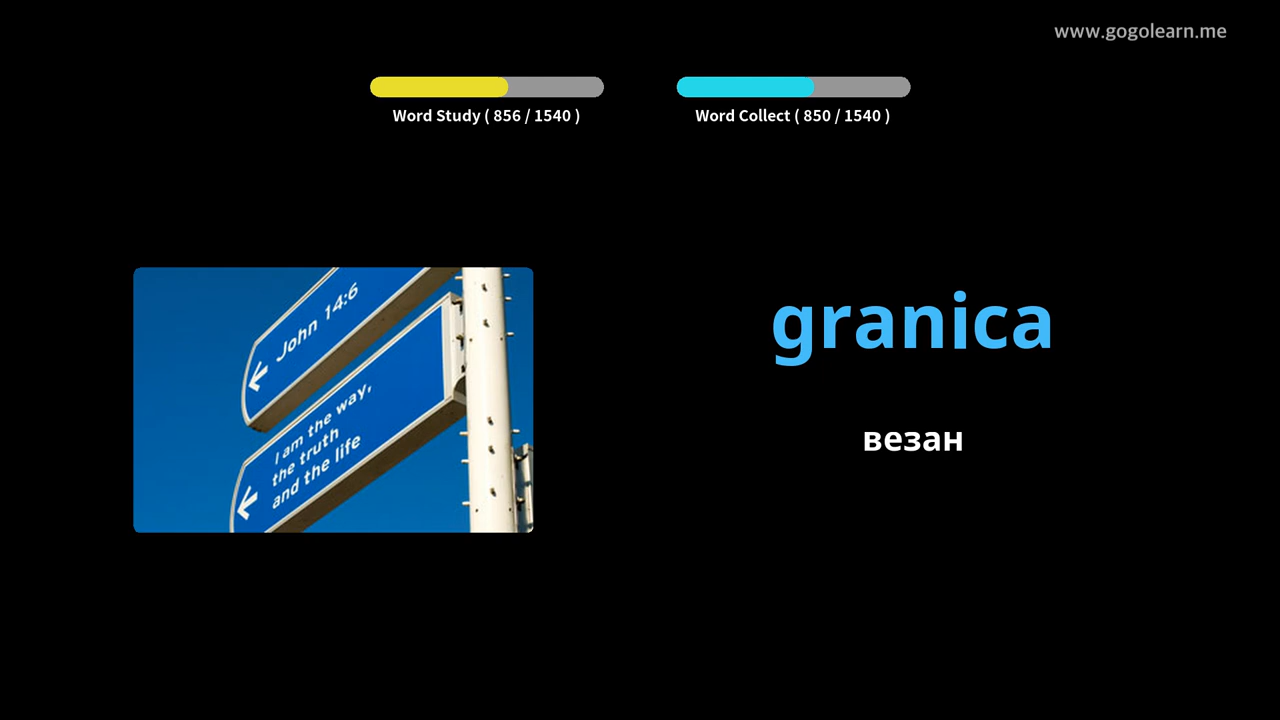 www.gogolearn.me
Word Study ( 856 / 1540 )
Word Collect ( 850 / 1540 )
John 14:6
I am the way,
the truth
and the life
granica
везан